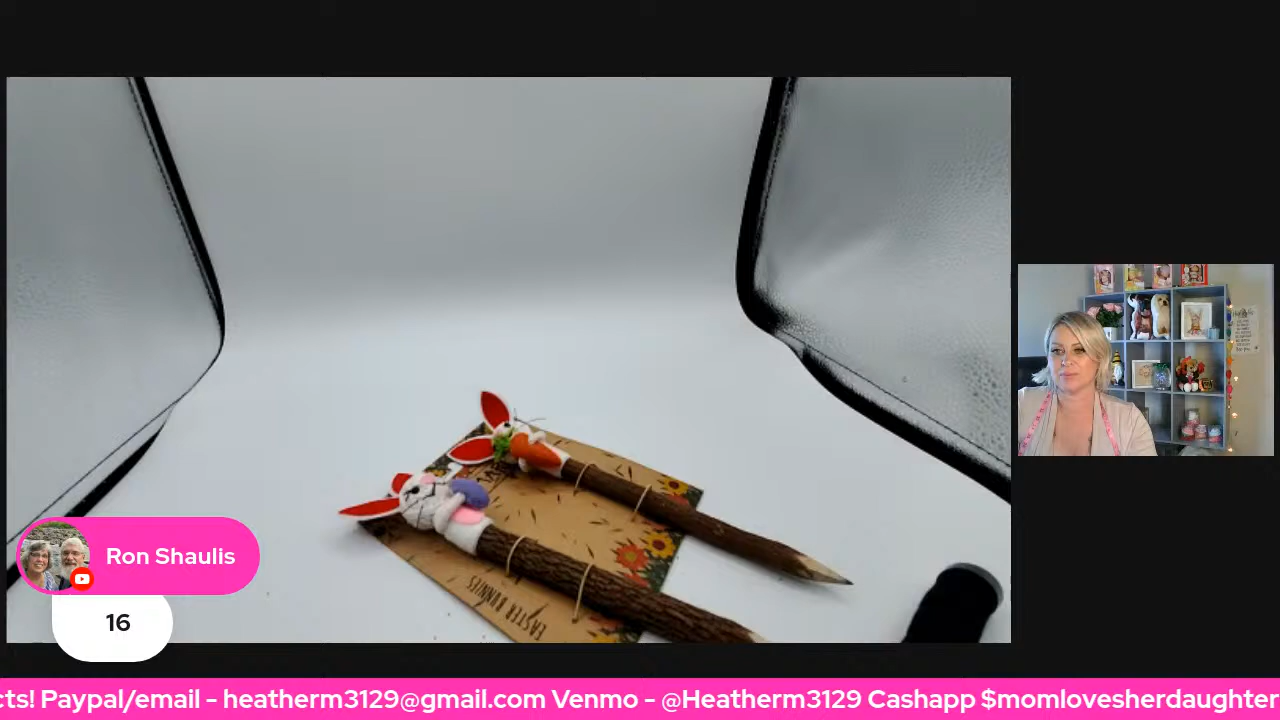 EASTER BUNNIES
Ron Shaulis
16
cts! Paypal/email - heatherm3129@gmail.com Venmo - @Heatherm3129 Cashapp $momlovesherdaughter